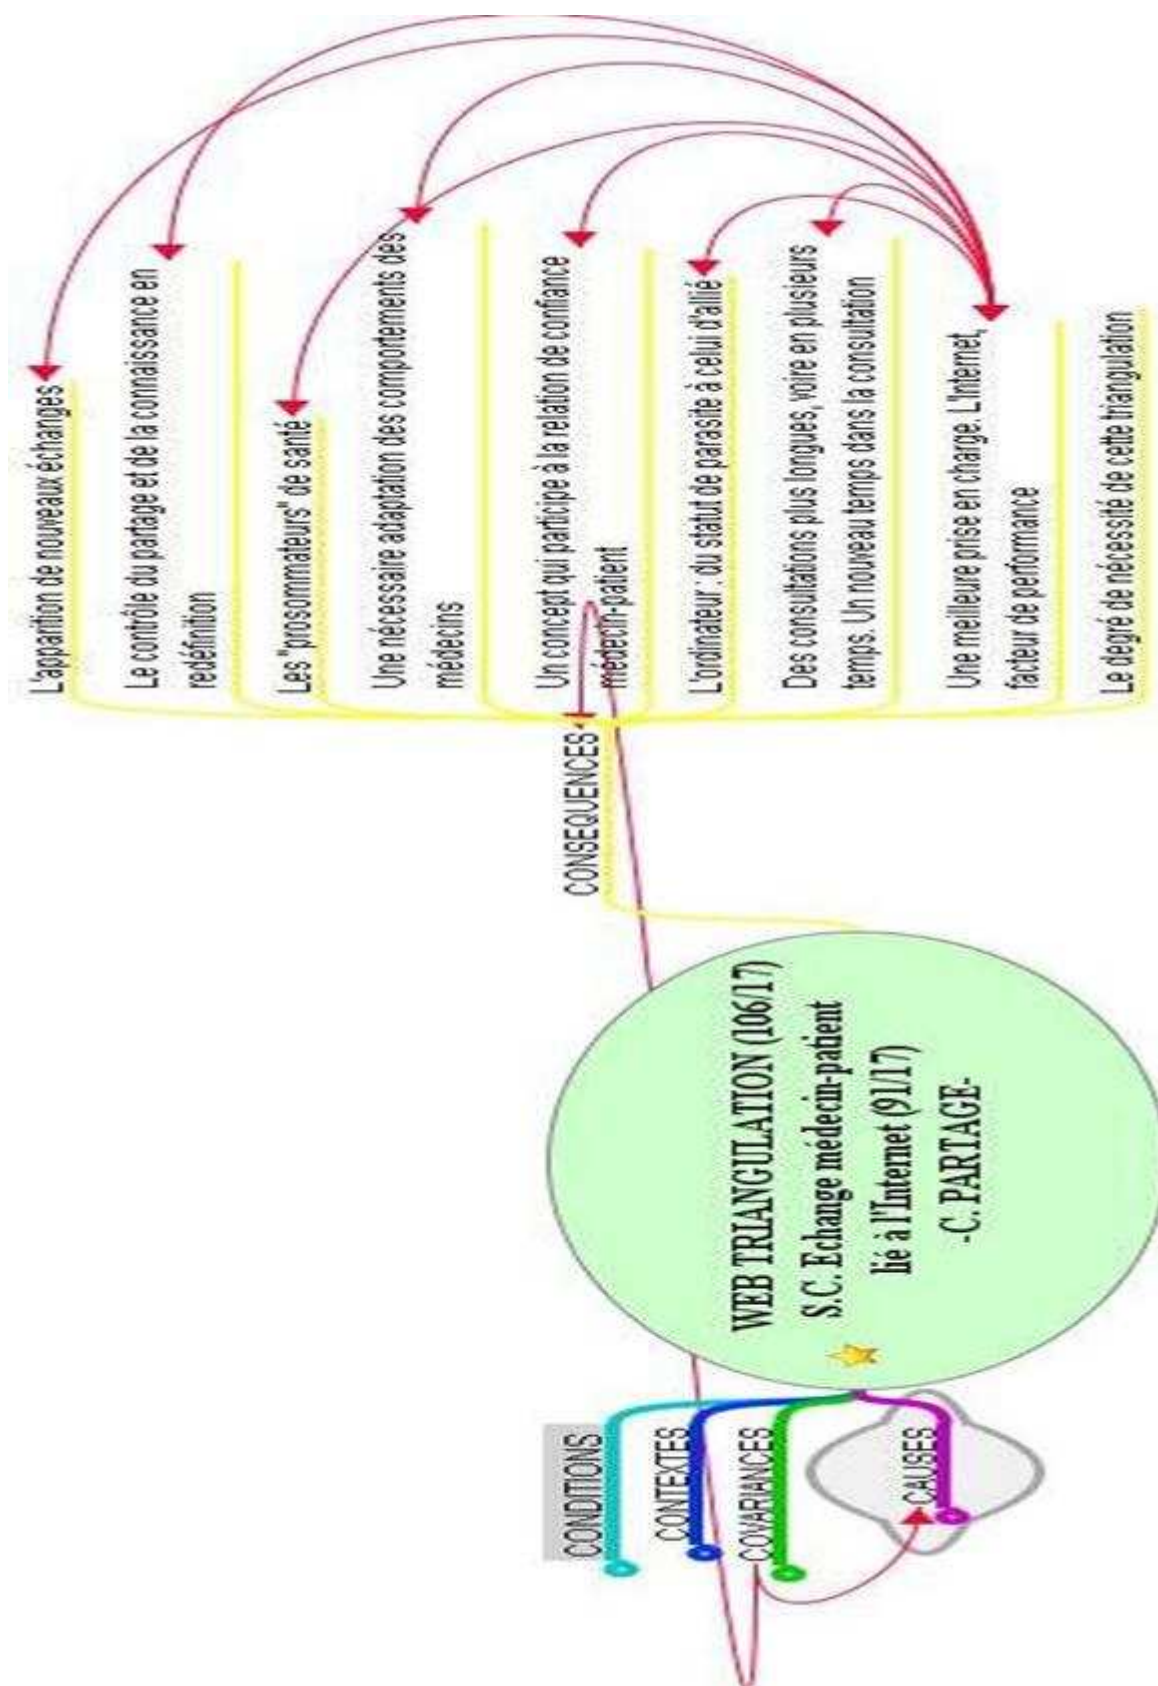 CONDITIONS
CONTEXTES
COVARIANCES
CAUSES
WEB TRIANGULATION (106/17)
S.C. Echange médecin-patient
lié à l'Internet (91/17)
-C. PARTAGE-
CONSEQUENCES
L'apparition de nouveaux échanges
Le contrôle du partage et de la connaissance en
redéfinition
Les "prosommateurs" de santé
Une nécessaire adaptation des comportements des
médecins
Un concept qui participe à la relation de confiance
médecin-patient
L'ordinateur : du statut de parasite à celui d'allié
Des consultations plus longues, voire en plusieurs
temps. Un nouveau temps dans la consultation
Une meilleure prise en charge. L'Internet,
facteur de performance
Le degré de nécessité de cette triangulation